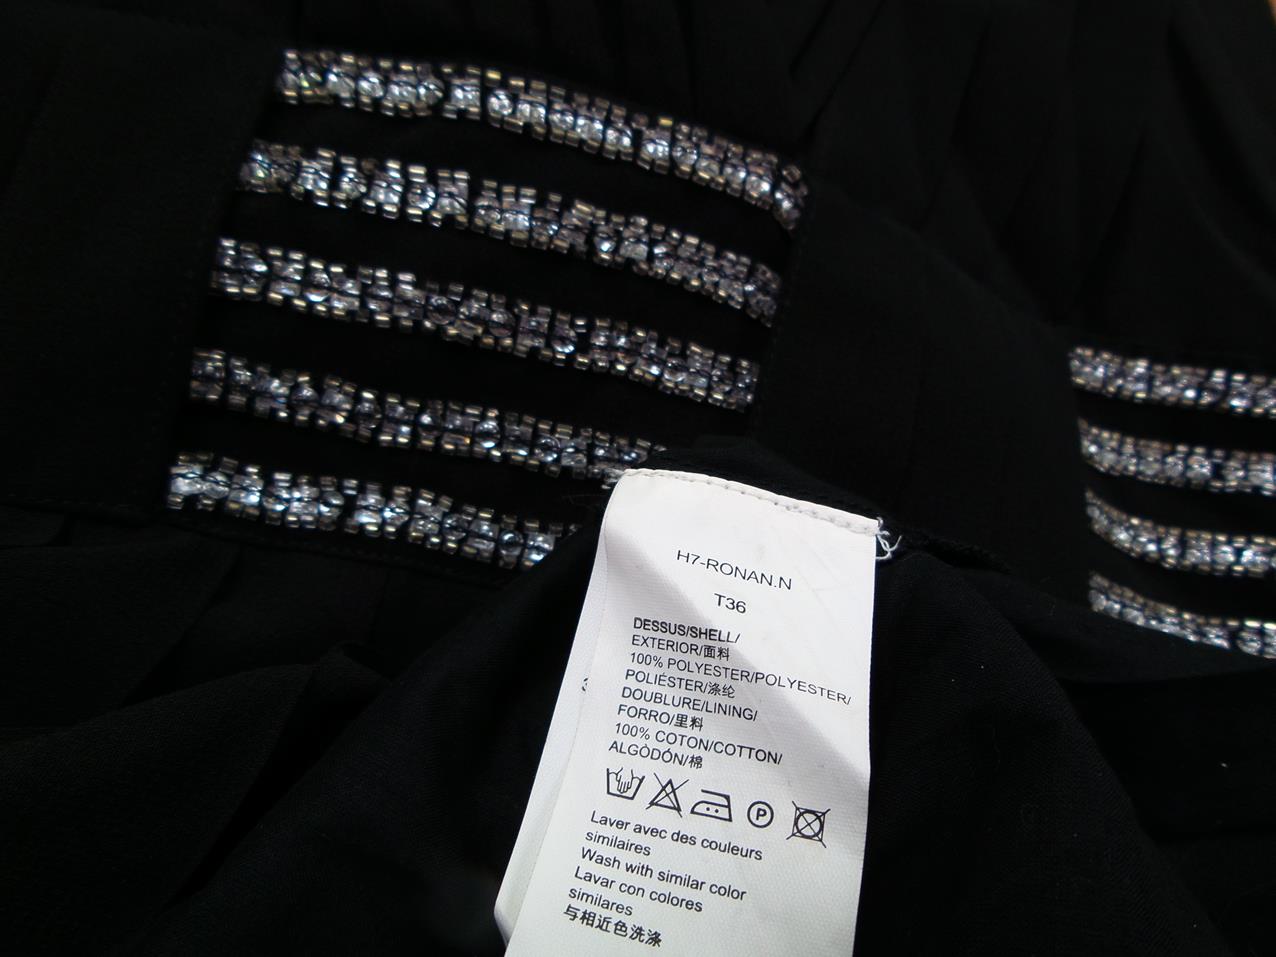 H7-RONAN.N
T36
DESSUS/SHELL/
EXTERIOR/面料
100% POLYESTER/POLYESTER/
POLIÉSTER/涤纶
DOUBLURE/LINING/
FORRO/里料
100% COTON/COTTON/
ALGÒDÓN/棉
P
Laver avec des couleurs
similaires
Wash with similar color
Lavar con colores
similares
与相近色洗涤